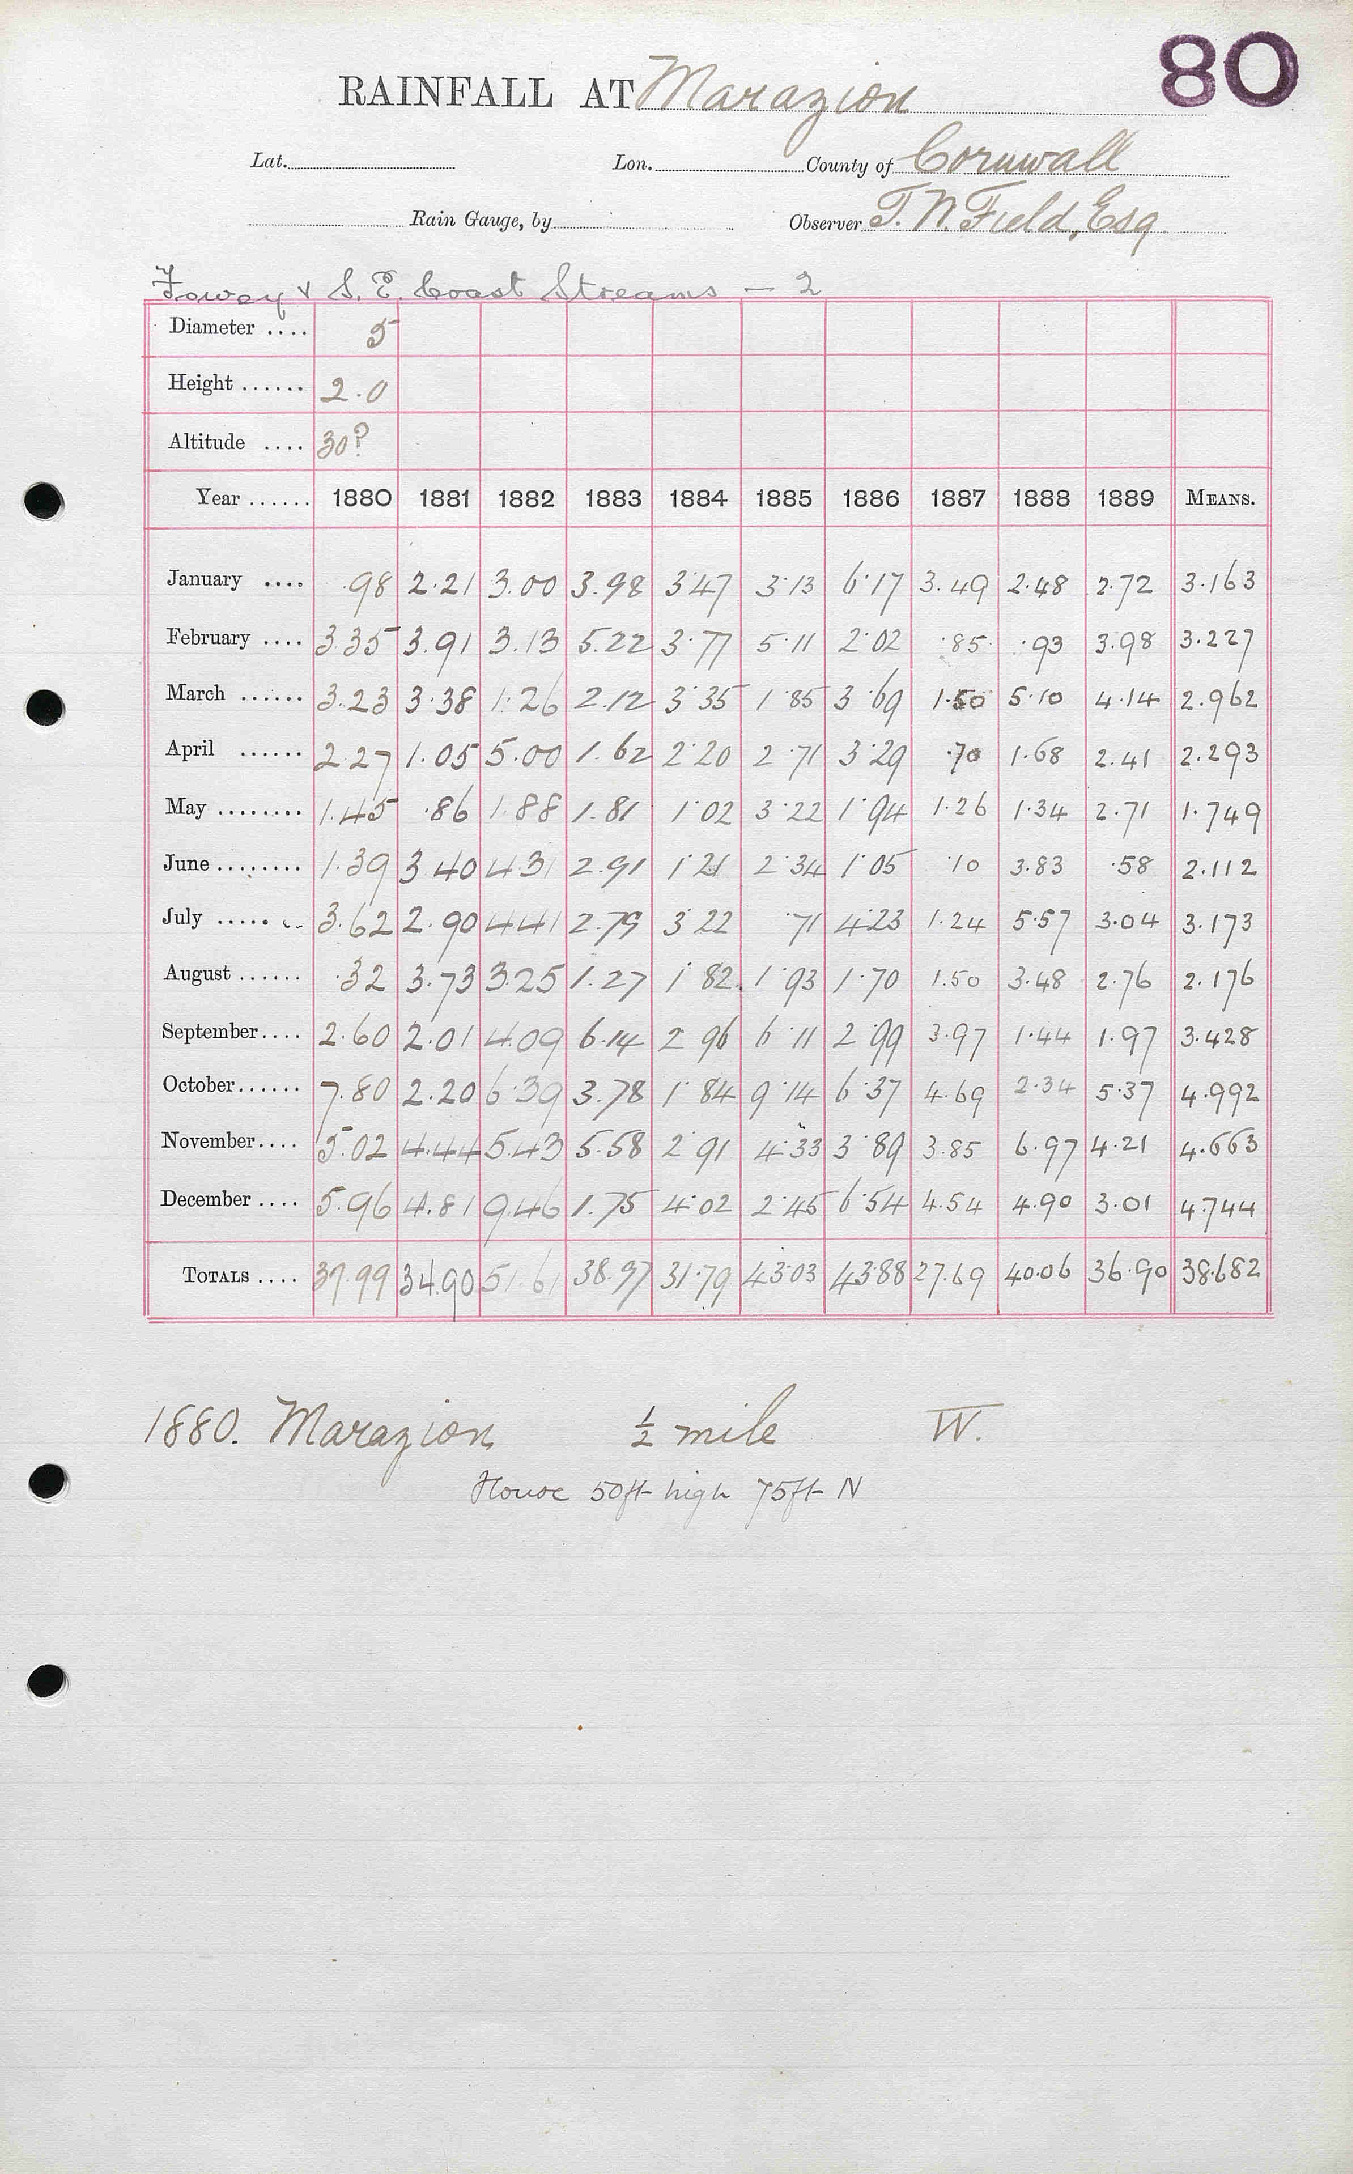 80
RAINFALL AT Marazion
Lat. Lon. County of Cornwall
Rain Gauge, by Observer T. N. Field, Esq
Fowey & S. E. Coast Streams — 2
Diameter .... 5
Height ...... 2.0
Altitude .... 30?
Year ...... 1880 1881 1882 1883 1884 1885 1886 1887 1888 1889 MEANS.
January .... .98 2.21 3.00 3.98 3.47 3.13 6.17 3.49 2.48 2.72 3.163
February .... 3.35 3.91 3.13 5.22 3.77 5.11 2.02 .85 .93 3.98 3.227
March ...... 3.23 3.38 1.26 2.12 3.35 1.85 3.69 1.50 5.10 4.14 2.962
April ...... 2.27 1.05 5.00 1.62 2.20 2.71 3.29 .70 1.68 2.41 2.293
May ........ 1.45 .86 1.88 1.81 1.02 3.22 1.94 1.26 1.34 2.71 1.749
June ........ 1.39 3.40 4.31 2.91 1.21 2.34 1.05 .10 3.83 .58 2.112
July ..... 3.62 2.90 4.41 2.79 3.22 .71 4.23 1.24 5.57 3.04 3.173
August ...... .32 3.73 3.25 1.27 1.82 1.93 1.70 1.50 3.48 2.76 2.176
September.... 2.60 2.01 4.09 6.14 2.96 6.11 2.99 3.97 1.44 1.97 3.428
October...... 7.80 2.20 6.39 3.78 1.84 9.14 6.37 4.69 2.34 5.37 4.992
November.... 5.02 4.44 5.43 5.58 2.91 4.33 3.89 3.85 6.97 4.21 4.663
December .... 5.96 4.81 9.46 1.75 4.02 2.45 6.54 4.54 4.90 3.01 4.744
TOTALS .... 37.99 34.90 51.61 38.97 31.79 43.03 43.88 27.69 40.06 36.90 38.682
1880. Marazion ½ mile W.
House 50ft high 75ft N